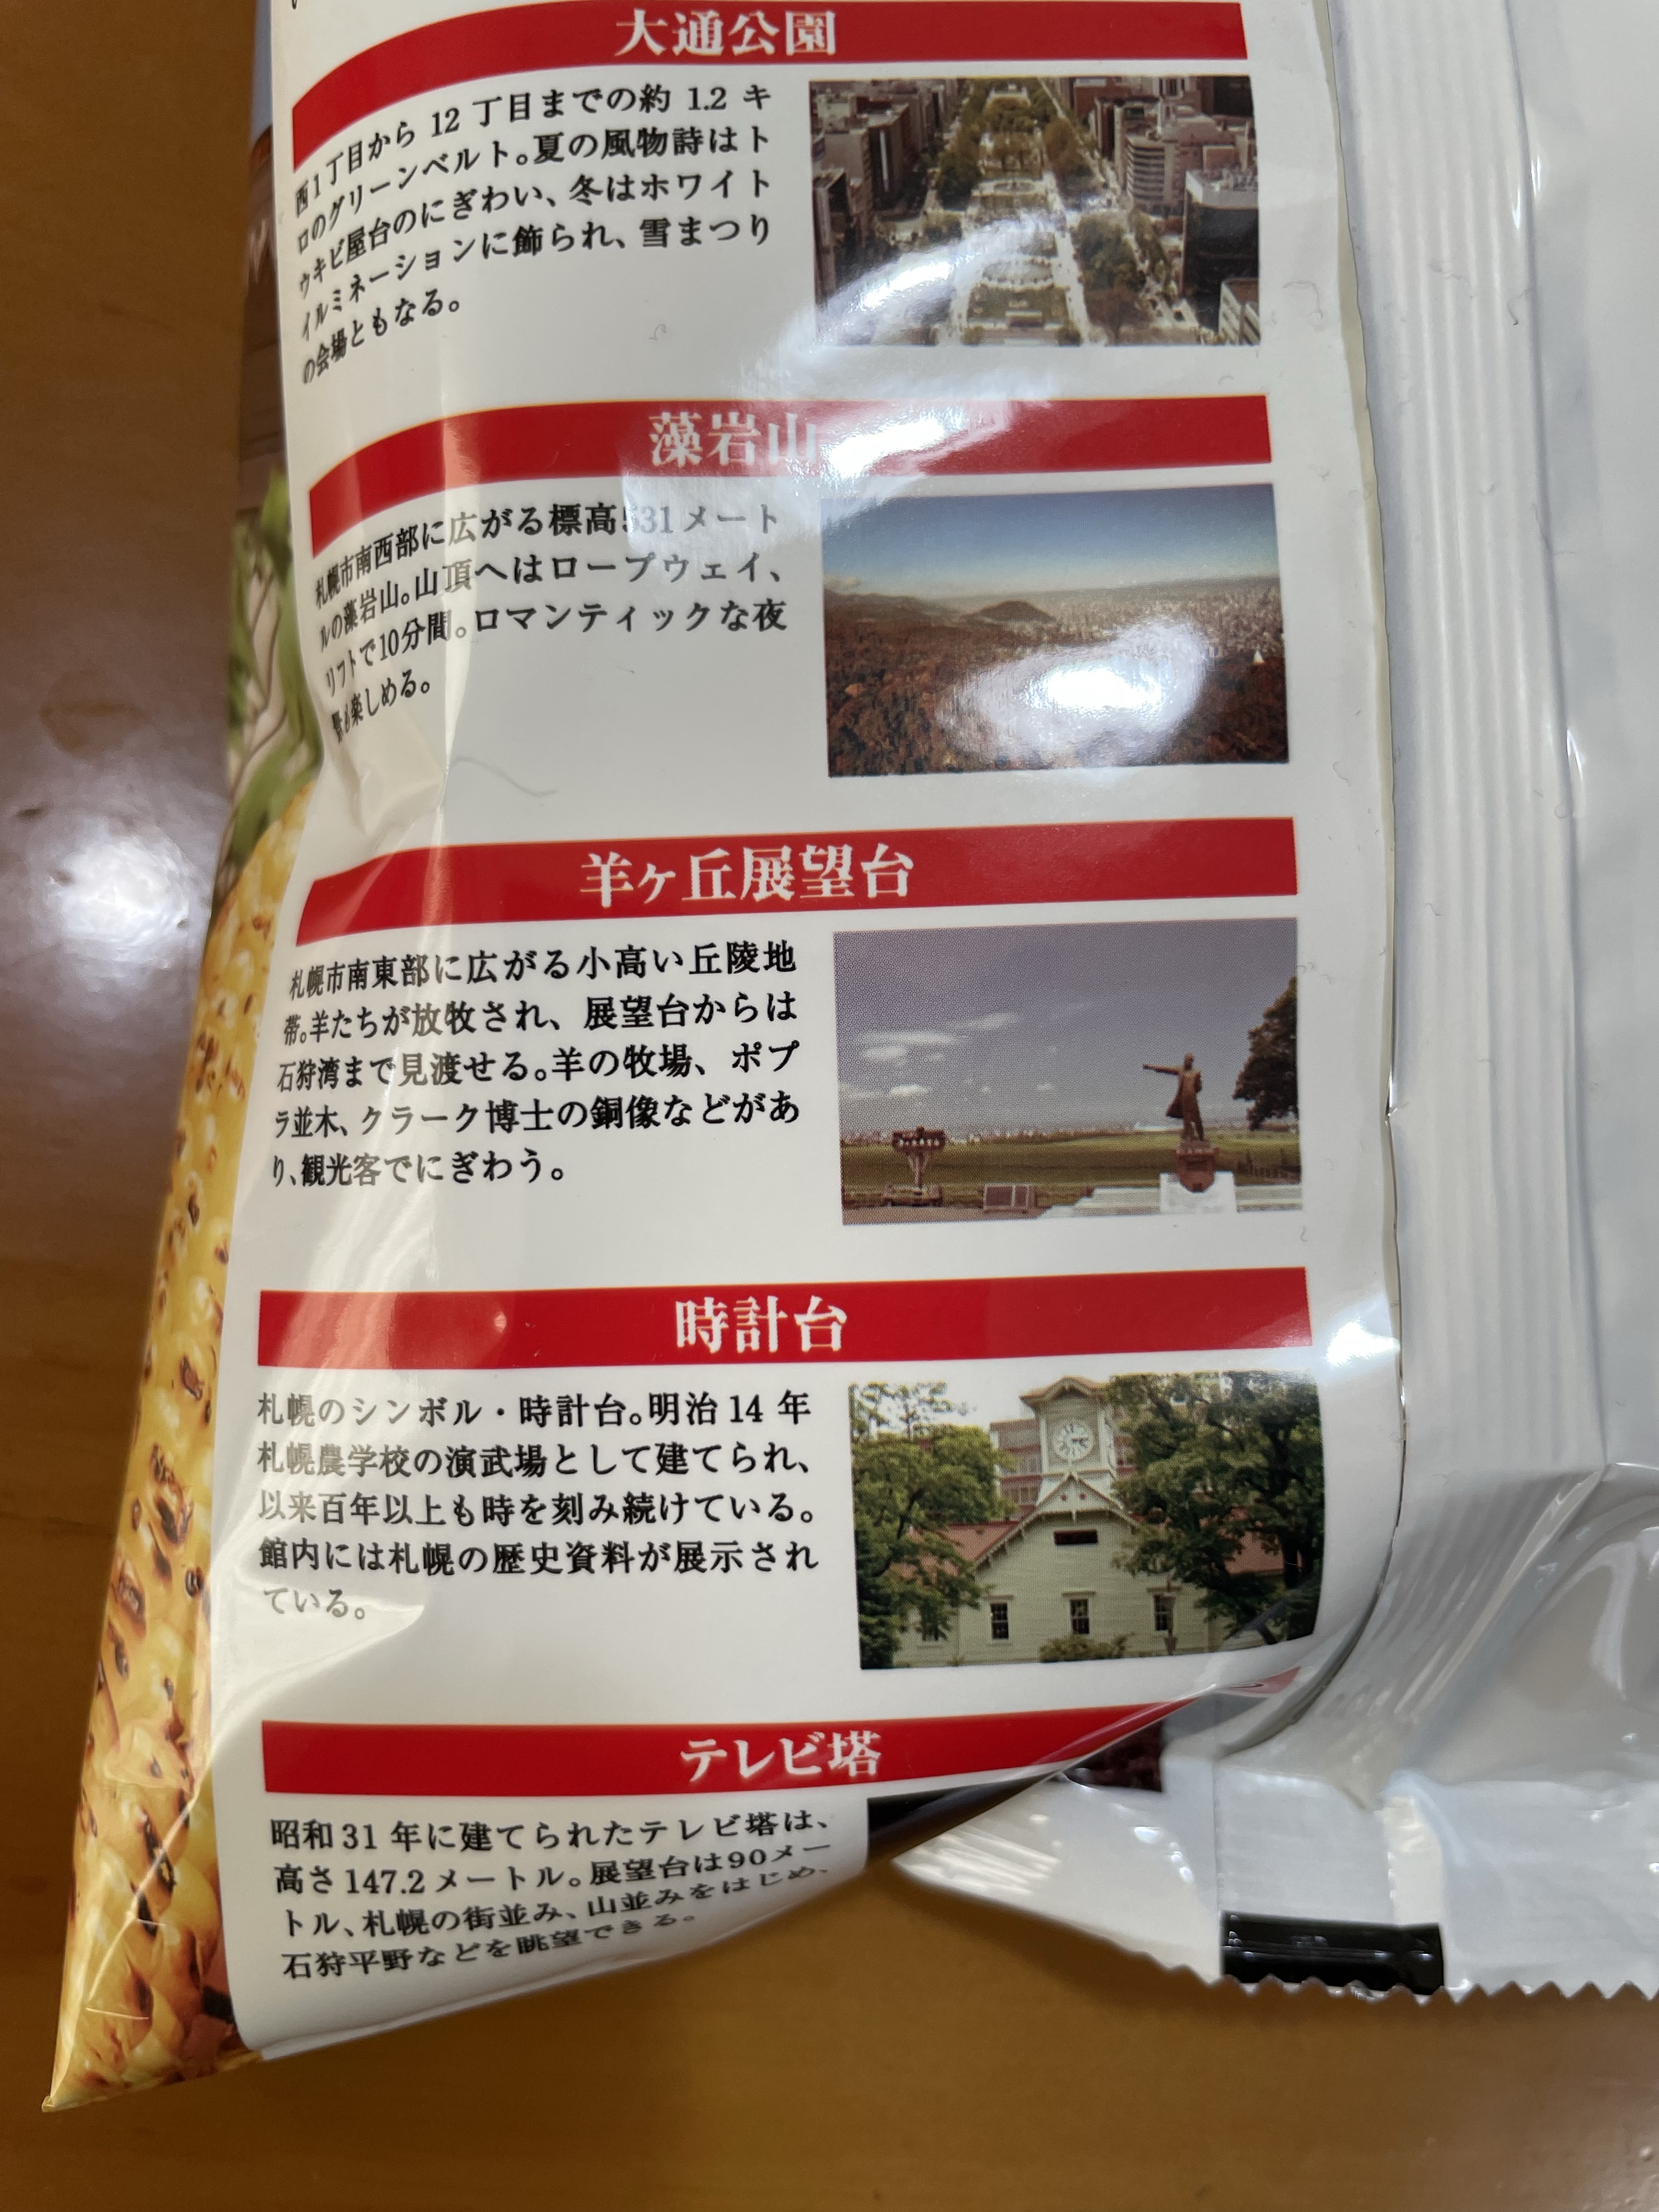 大通公園
西1丁目から 12 丁目までの約 1.2 キ
ロのグリーンベルト。夏の風物詩はト
ウキビ屋台のにぎわい、冬はホワイト
イルミネーションに飾られ、雪まつり
の会場ともなる。
藻岩山
札幌市南西部に広がる標高531メート
ルの藻岩山。山頂へはロープウェイ、
リフトで10分間。ロマンティックな夜
景も楽しめる。
羊ヶ丘展望台
札幌市南東部に広がる小高い丘陵地
帯。羊たちが放牧され、展望台からは
石狩湾まで見渡せる。羊の牧場、ポプ
ラ並木、クラーク博士の銅像などがあ
り、観光客でにぎわう。
時計台
札幌のシンボル・時計台。明治 14 年
札幌農学校の演武場として建てられ、
以来百年以上も時を刻み続けている。
館内には札幌の歴史資料が展示され
ている。
テレビ塔
昭和 31 年に建てられたテレビ塔は、
高さ 147.2 メートル。展望台は90メー
トル、札幌の街並み、山並みをはじめ、
石狩平野などを眺望できる。